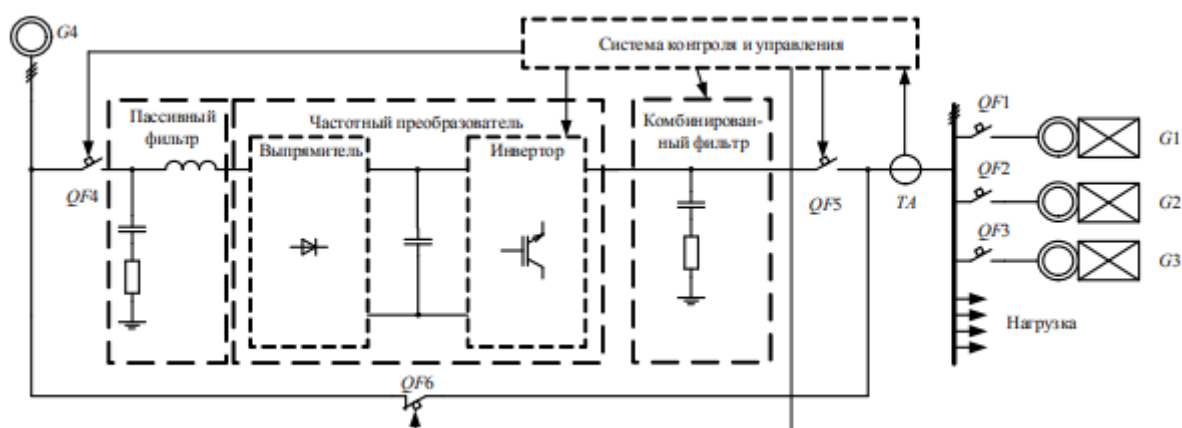 G4
Система контроля и управления
QF1
Пассивный
фильтр
Частотный преобразователь
Комбинирован-
ный фильтр
Выпрямитель
Инвертор
G1
QF2
QF4
QF5
TA
G2
QF3
G3
Нагрузка
QF6